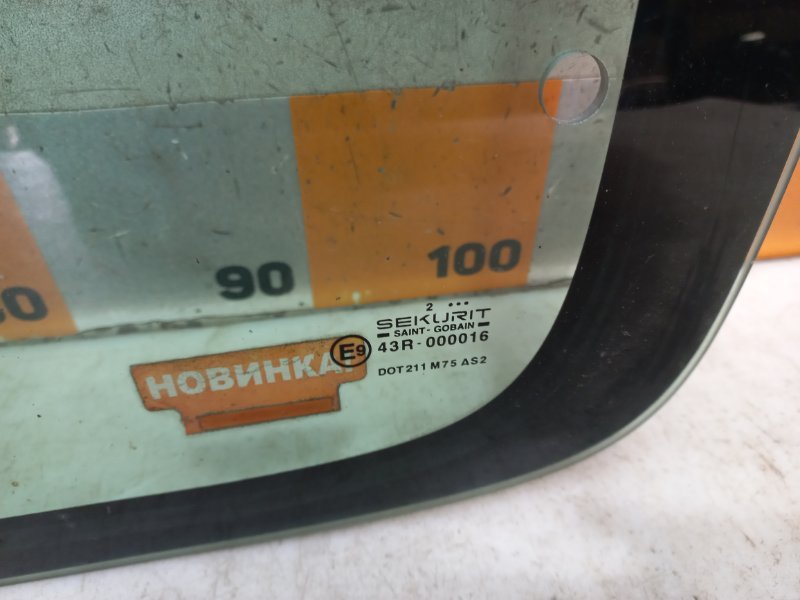 90
100
2 •••
SEKURIT
SAINT-GOBAIN
E9
43R-000016
DOT211 M75 AS2
НОВИНКА!